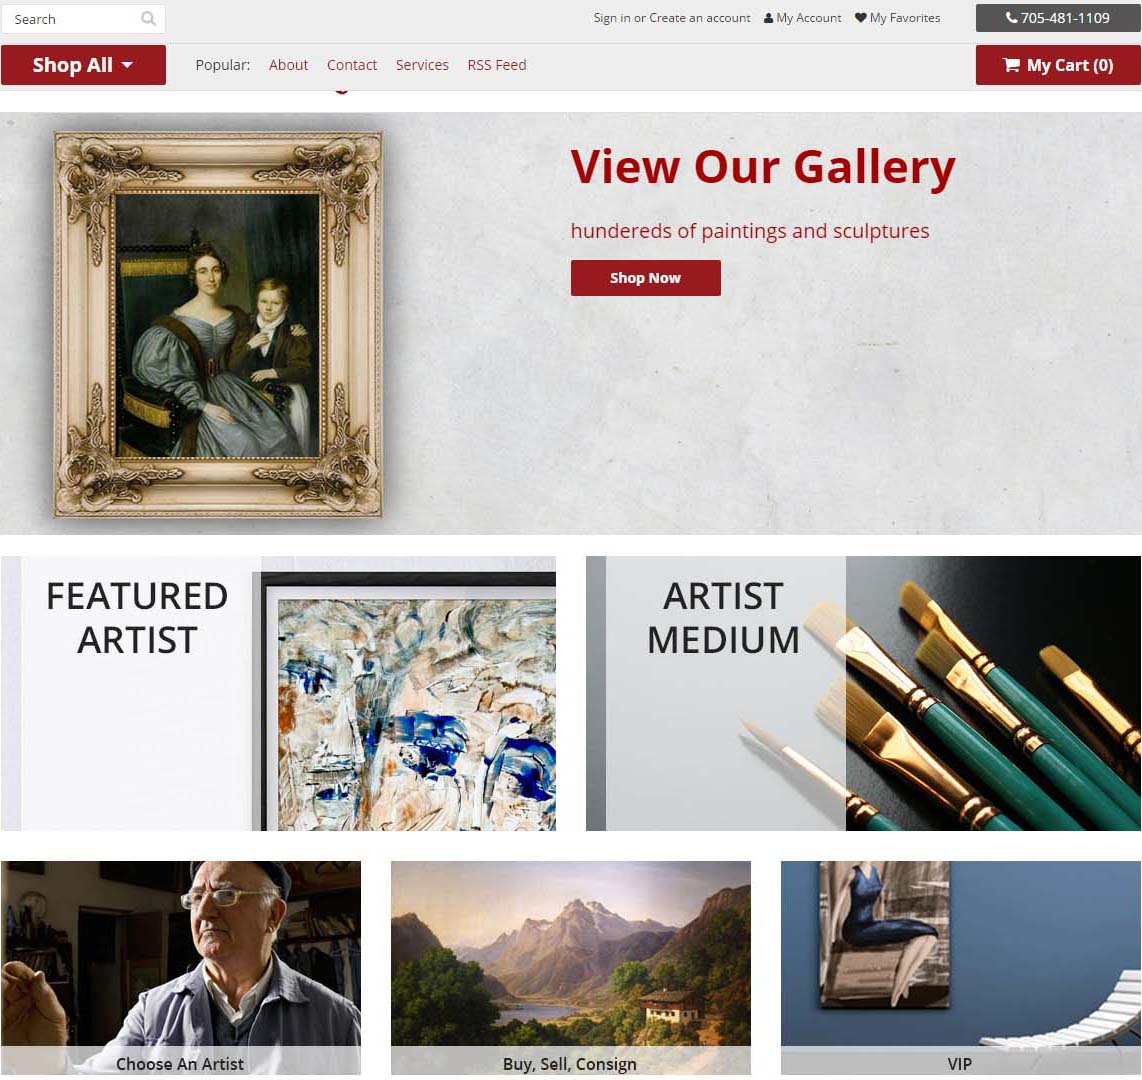 Search
Sign in or Create an account
My Account
My Favorites
705-481-1109
Shop All
Popular:
About
Contact
Services
RSS Feed
My Cart (0)
View Our Gallery
hundereds of paintings and sculptures
Shop Now
FEATURED
ARTIST
ARTIST
MEDIUM
Choose An Artist
Buy, Sell, Consign
VIP